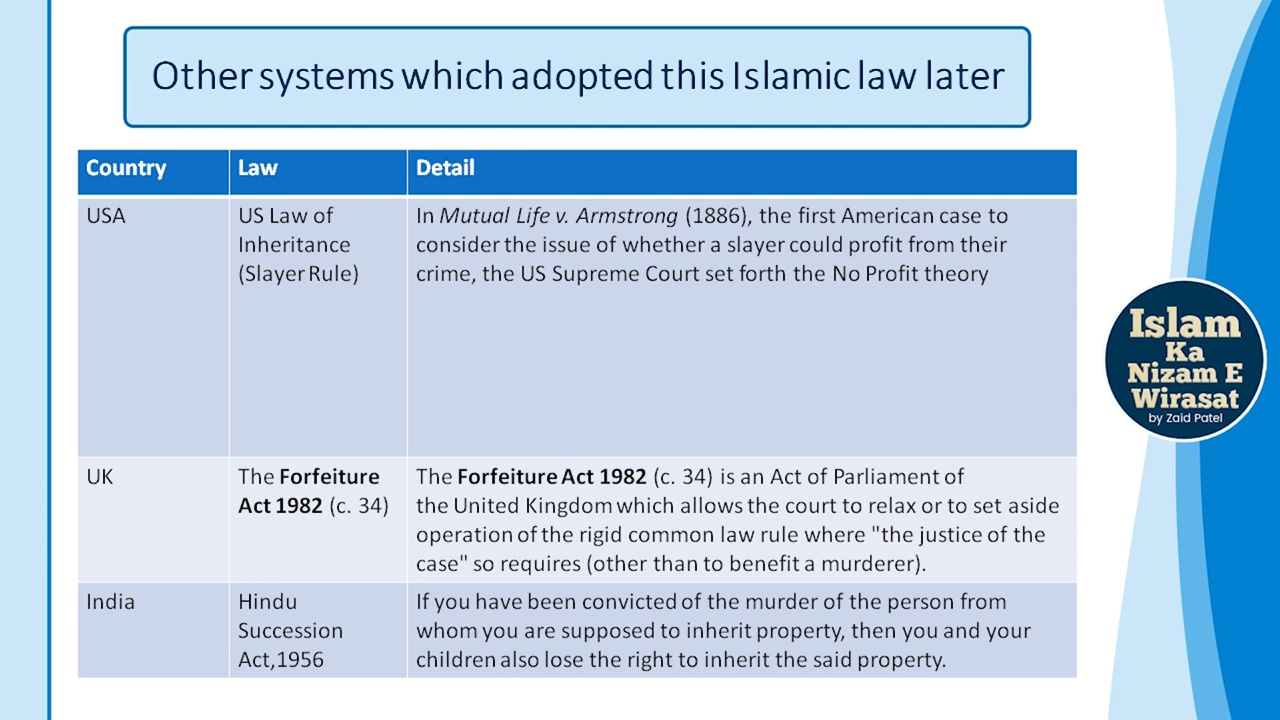 Other systems which adopted this Islamic law later
Country
Law
Detail
USA
US Law of
Inheritance
(Slayer Rule)
In Mutual Life v. Armstrong (1886), the first American case to
consider the issue of whether a slayer could profit from their
crime, the US Supreme Court set forth the No Profit theory
UK
The Forfeiture
Act 1982 (c. 34)
The Forfeiture Act 1982 (c. 34) is an Act of Parliament of
the United Kingdom which allows the court to relax or to set aside
operation of the rigid common law rule where "the justice of the
case" so requires (other than to benefit a murderer).
India
Hindu
Succession
Act,1956
If you have been convicted of the murder of the person from
whom you are supposed to inherit property, then you and your
children also lose the right to inherit the said property.
Islam
Ka
Nizam E
Wirasat
by Zaid Patel